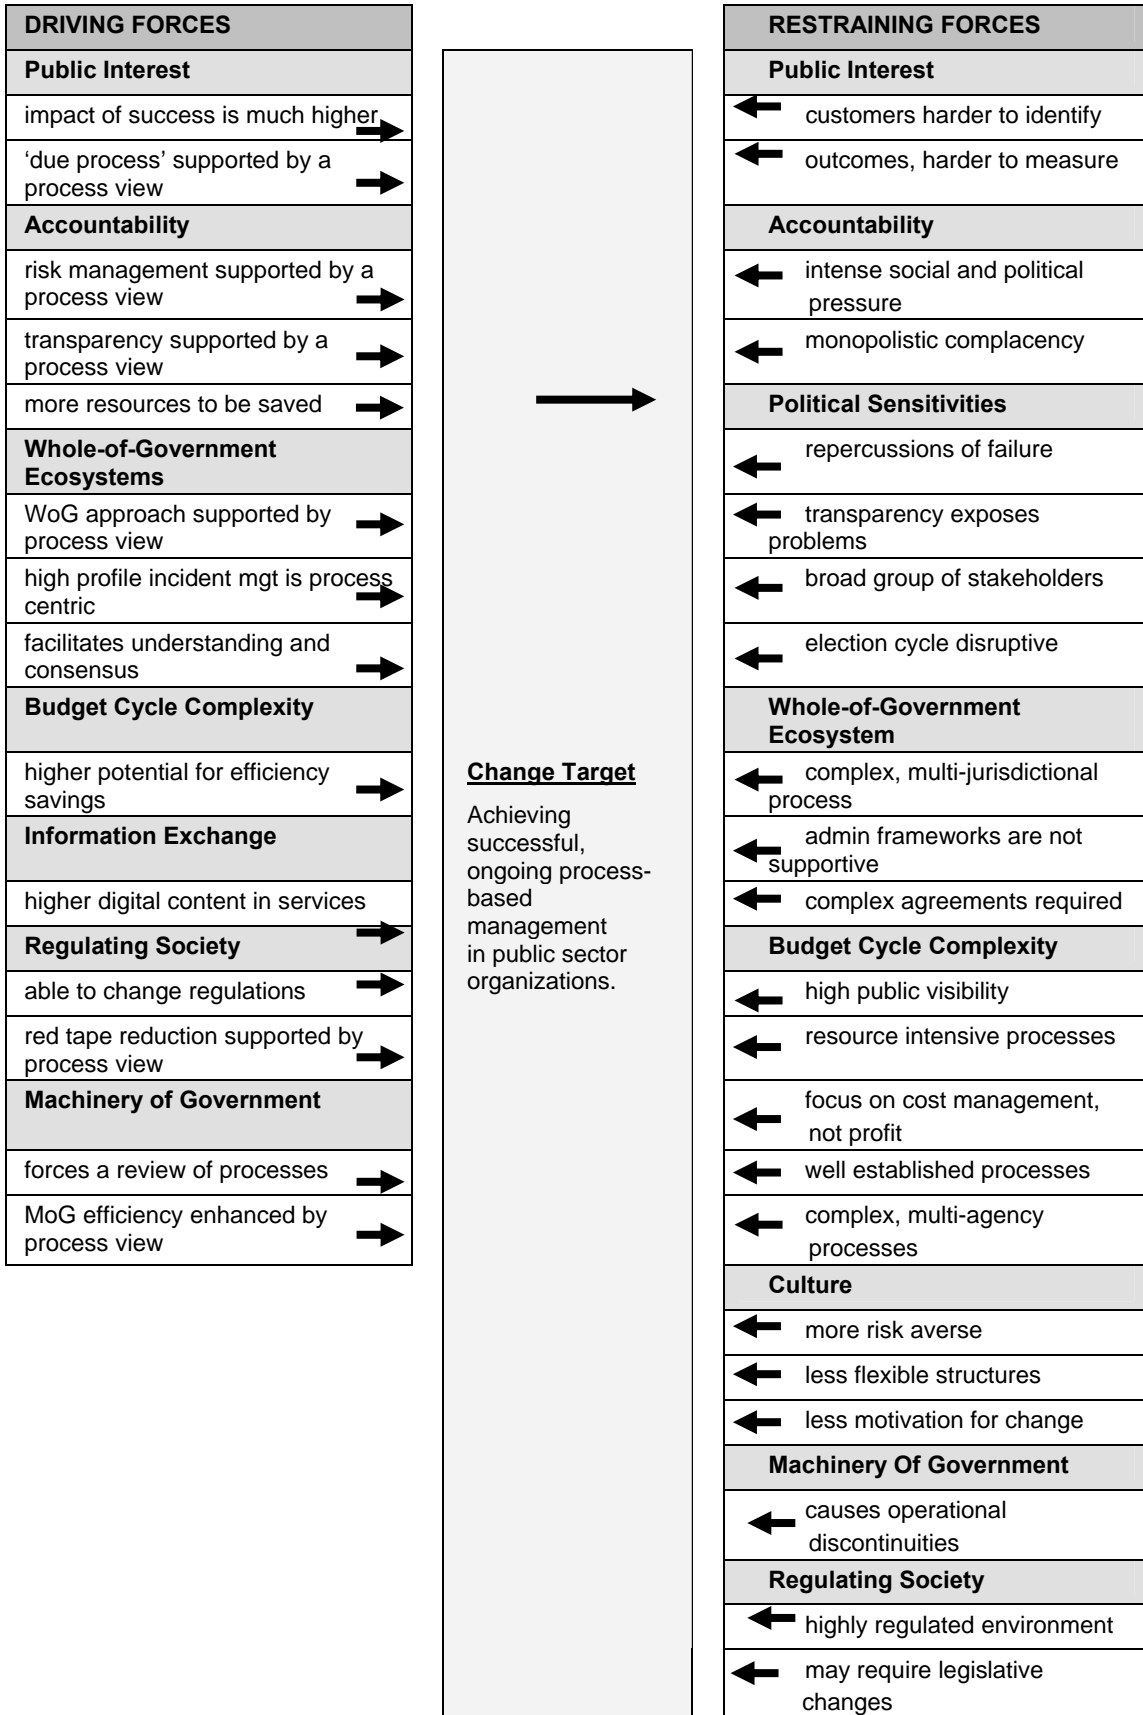 DRIVING FORCES
Public Interest
impact of success is much higher
‘due process’ supported by a
process view
Accountability
risk management supported by a
process view
transparency supported by a
process view
more resources to be saved
Whole-of-Government
Ecosystems
WoG approach supported by
process view
high profile incident mgt is process
centric
facilitates understanding and
consensus
Budget Cycle Complexity
higher potential for efficiency
savings
Information Exchange
higher digital content in services
Regulating Society
able to change regulations
red tape reduction supported by
process view
Machinery of Government
forces a review of processes
MoG efficiency enhanced by
process view
Change Target
Achieving
successful,
ongoing process-
based
management
in public sector
organizations.
RESTRAINING FORCES
Public Interest
customers harder to identify
outcomes, harder to measure
Accountability
intense social and political
pressure
monopolistic complacency
Political Sensitivities
repercussions of failure
transparency exposes
problems
broad group of stakeholders
election cycle disruptive
Whole-of-Government
Ecosystem
complex, multi-jurisdictional
process
admin frameworks are not
supportive
complex agreements required
Budget Cycle Complexity
high public visibility
resource intensive processes
focus on cost management,
not profit
well established processes
complex, multi-agency
processes
Culture
more risk averse
less flexible structures
less motivation for change
Machinery Of Government
causes operational
discontinuities
Regulating Society
highly regulated environment
may require legislative
changes